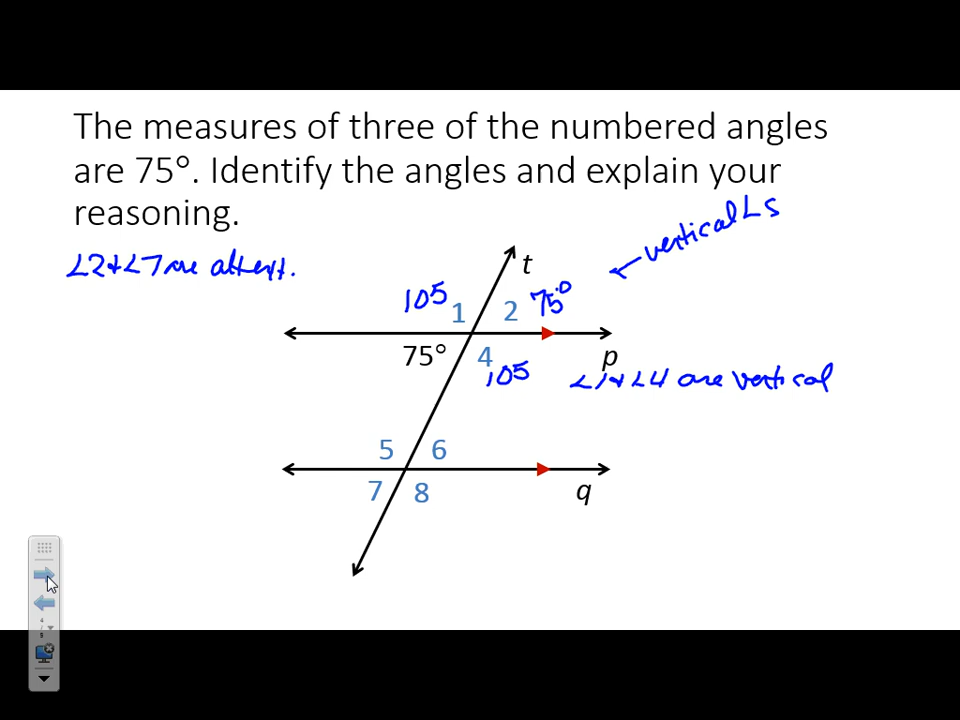 The measures of three of the numbered angles
are 75°. Identify the angles and explain your
reasoning.
vertical ∠s
∠2+∠7 are alt ext.
t
105
1
2
75°
75°
4
p
105
∠1+∠4 are vertical
5
6
7
8
q